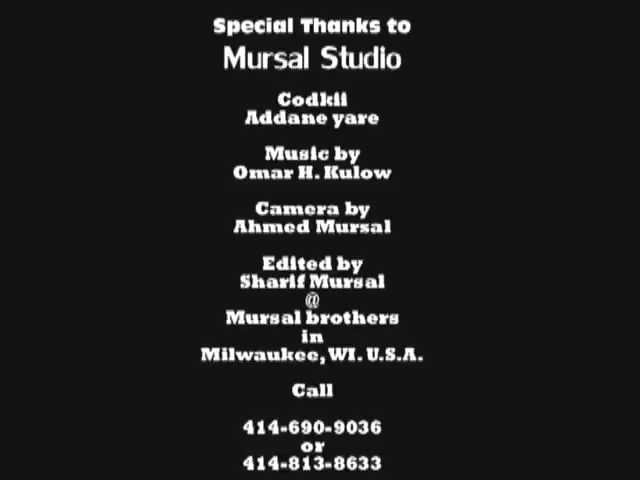 Special Thanks to
Mursal Studio
Codkii
Addane yare
Music by
Omar H. Kulow
Camera by
Ahmed Mursal
Edited by
Sharif Mursal
@
Mursal brothers
in
Milwaukee, WI. U.S.A.
Call
414-690-9036
or
414-813-8633